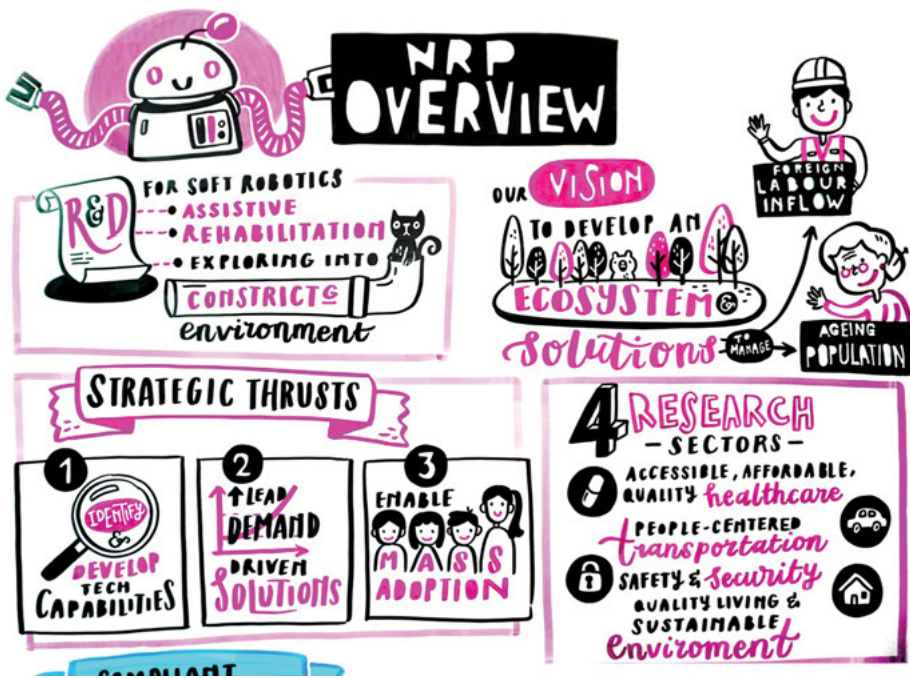 NRP
OVERVIEW
R&D
FOR SOFT ROBOTICS
ASSISTIVE
REHABILITATION
EXPLORING INTO
CONSTRICTG
environment
OUR VISION
TO DEVELOP AN
ECOSYSTEM &
Solutions
TO
MANAGE
FOREIGN
LABOUR
INFLOW
AGEING
POPULATION
STRATEGIC THRUSTS
1
IDENTIFY
&
DEVELOP
TECH
CAPABILITIES
2
LEAD
DEMAND
DRIVEN
SOLUTIONS
3
ENABLE
MASS
ADOPTION
4 RESEARCH
- SECTORS -
ACCESSIBLE, AFFORDABLE,
QUALITY healthcare
PEOPLE-CENTERED
transportation
SAFETY & security
QUALITY LIVING &
SUSTAINABLE
enviroment
COMPLIANT